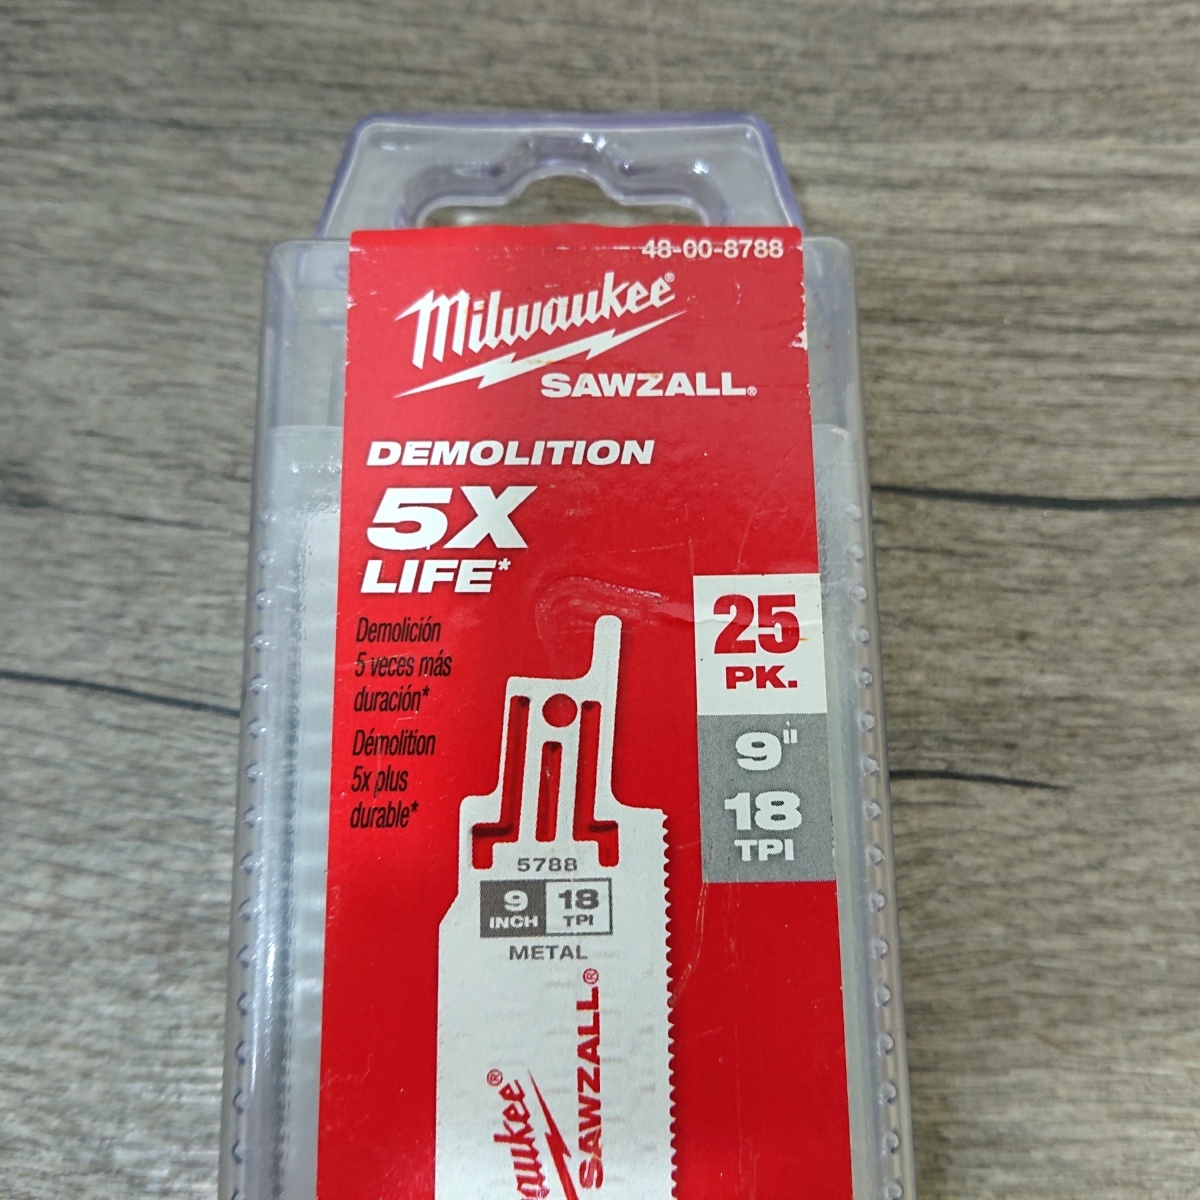 48-00-8788
Milwaukee®
SAWZALL®
DEMOLITION
5X
LIFE*
Demolición
5 veces más
duración*
Démolition
5x plus
durable*
25
PK.
9"
18
TPI
5788
9 18
INCH TPI
METAL
SAWZALL®